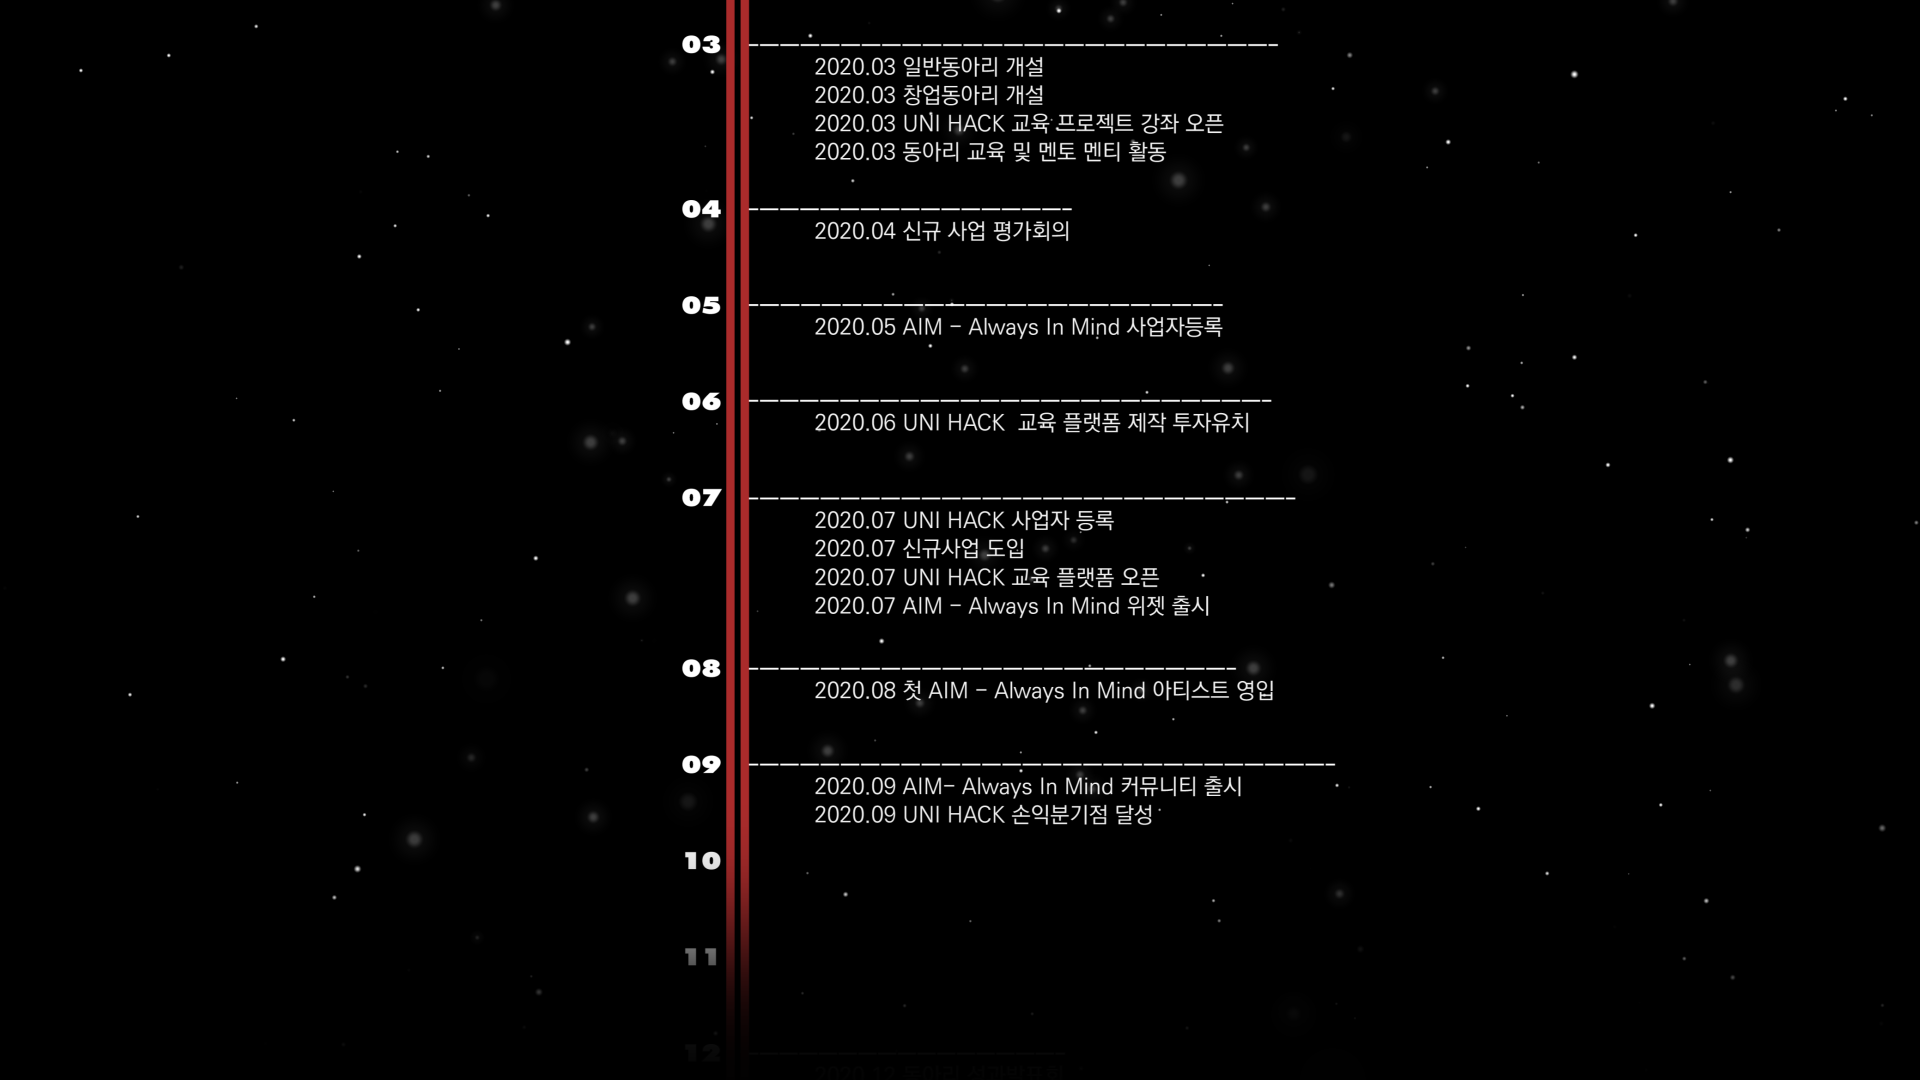 03
2020.03 일반동아리 개설
2020.03 창업동아리 개설
2020.03 UNI HACK 교육 프로젝트 강좌 오픈
2020.03 동아리 교육 및 멘토 멘티 활동
04
2020.04 신규 사업 평가회의
05
2020.05 AIM - Always In Mind 사업자등록
06
2020.06 UNI HACK  교육 플랫폼 제작 투자유치
07
2020.07 UNI HACK 사업자 등록
2020.07 신규사업 도입
2020.07 UNI HACK 교육 플랫폼 오픈
2020.07 AIM - Always In Mind 위젯 출시
08
2020.08 첫 AIM - Always In Mind 아티스트 영입
09
2020.09 AIM- Always In Mind 커뮤니티 출시
2020.09 UNI HACK 손익분기점 달성
10
11
12
2020.12 동아리